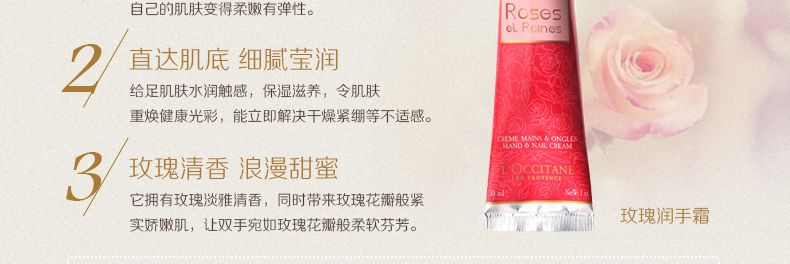 自己的肌肤变得柔嫩有弹性。
2 直达肌底 细腻莹润
给足肌肤水润触感，保湿滋养，令肌肤
重焕健康光彩，能立即解决干燥紧绷等不适感。
3 玫瑰清香 浪漫甜蜜
它拥有玫瑰淡雅清香，同时带来玫瑰花瓣般紧
实娇嫩肌，让双手宛如玫瑰花瓣般柔软芬芳。
Roses
et Reines
CRÈME MAINS & ONGLES
HAND & NAIL CREAM
L'OCCITANE
EN PROVENCE
30 ml
玫瑰润手霜